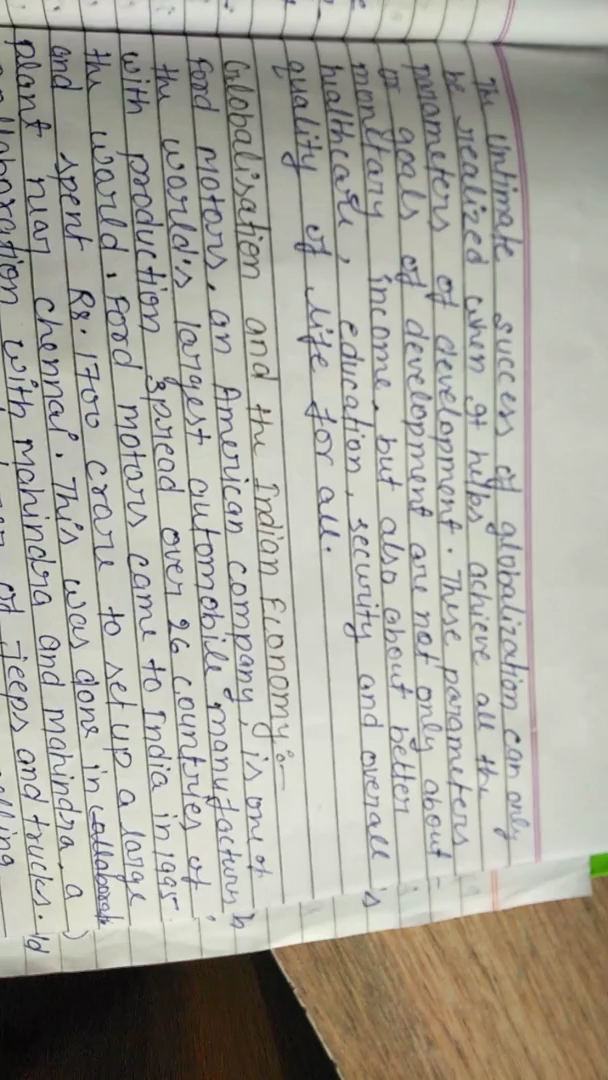 The untimate success of globalization can only
be realized when it helps achieve all the
parameters of development. These parameters
or goals of development are not only about
monetary income, but also about better
healthcare, education, security and overall
quality of life for all.
Globalisation and the Indian Economy:-
Ford motors, an American company, is one of
the world's largest automobile manufacturi
with production spread over 26 countries of
the world. Ford motors came to India in 1995
and spent Rs. 1700 crore to set up a large
plant near chennai. This was done in
collaboration with mahindra and mahindra, a
of Jeeps and trucks.